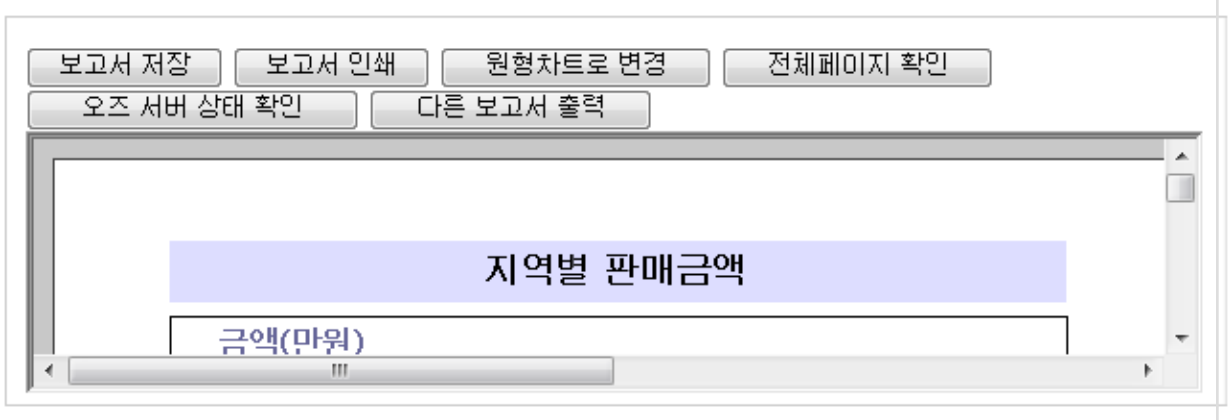 보고서 저장 보고서 인쇄 원형차트로 변경 전체페이지 확인
오즈 서버 상태 확인 다른 보고서 출력
지역별 판매금액
금액(만원)